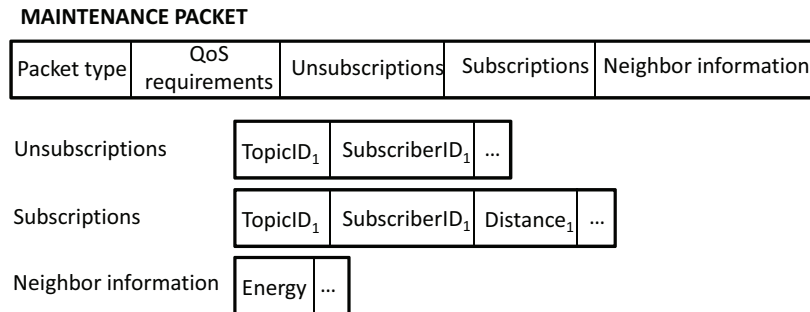 MAINTENANCE PACKET
Packet type QoS requirements Unsubscriptions Subscriptions Neighbor information
Unsubscriptions TopicID₁ SubscriberID₁ ...
Subscriptions TopicID₁ SubscriberID₁ Distance₁ ...
Neighbor information Energy ...